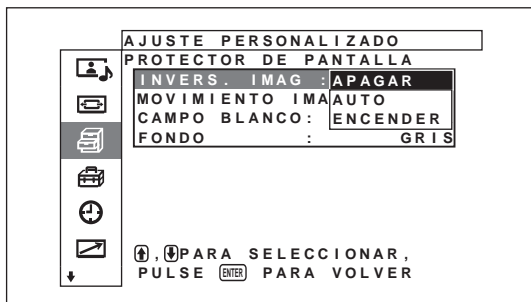 AJUSTE PERSONALIZADO
PROTECTOR DE PANTALLA
INVERS. IMAG : APAGAR
MOVIMIENTO IMA AUTO
CAMPO BLANCO: ENCENDER
FONDO : GRIS
, PARA SELECCIONAR,
PULSE ENTER PARA VOLVER